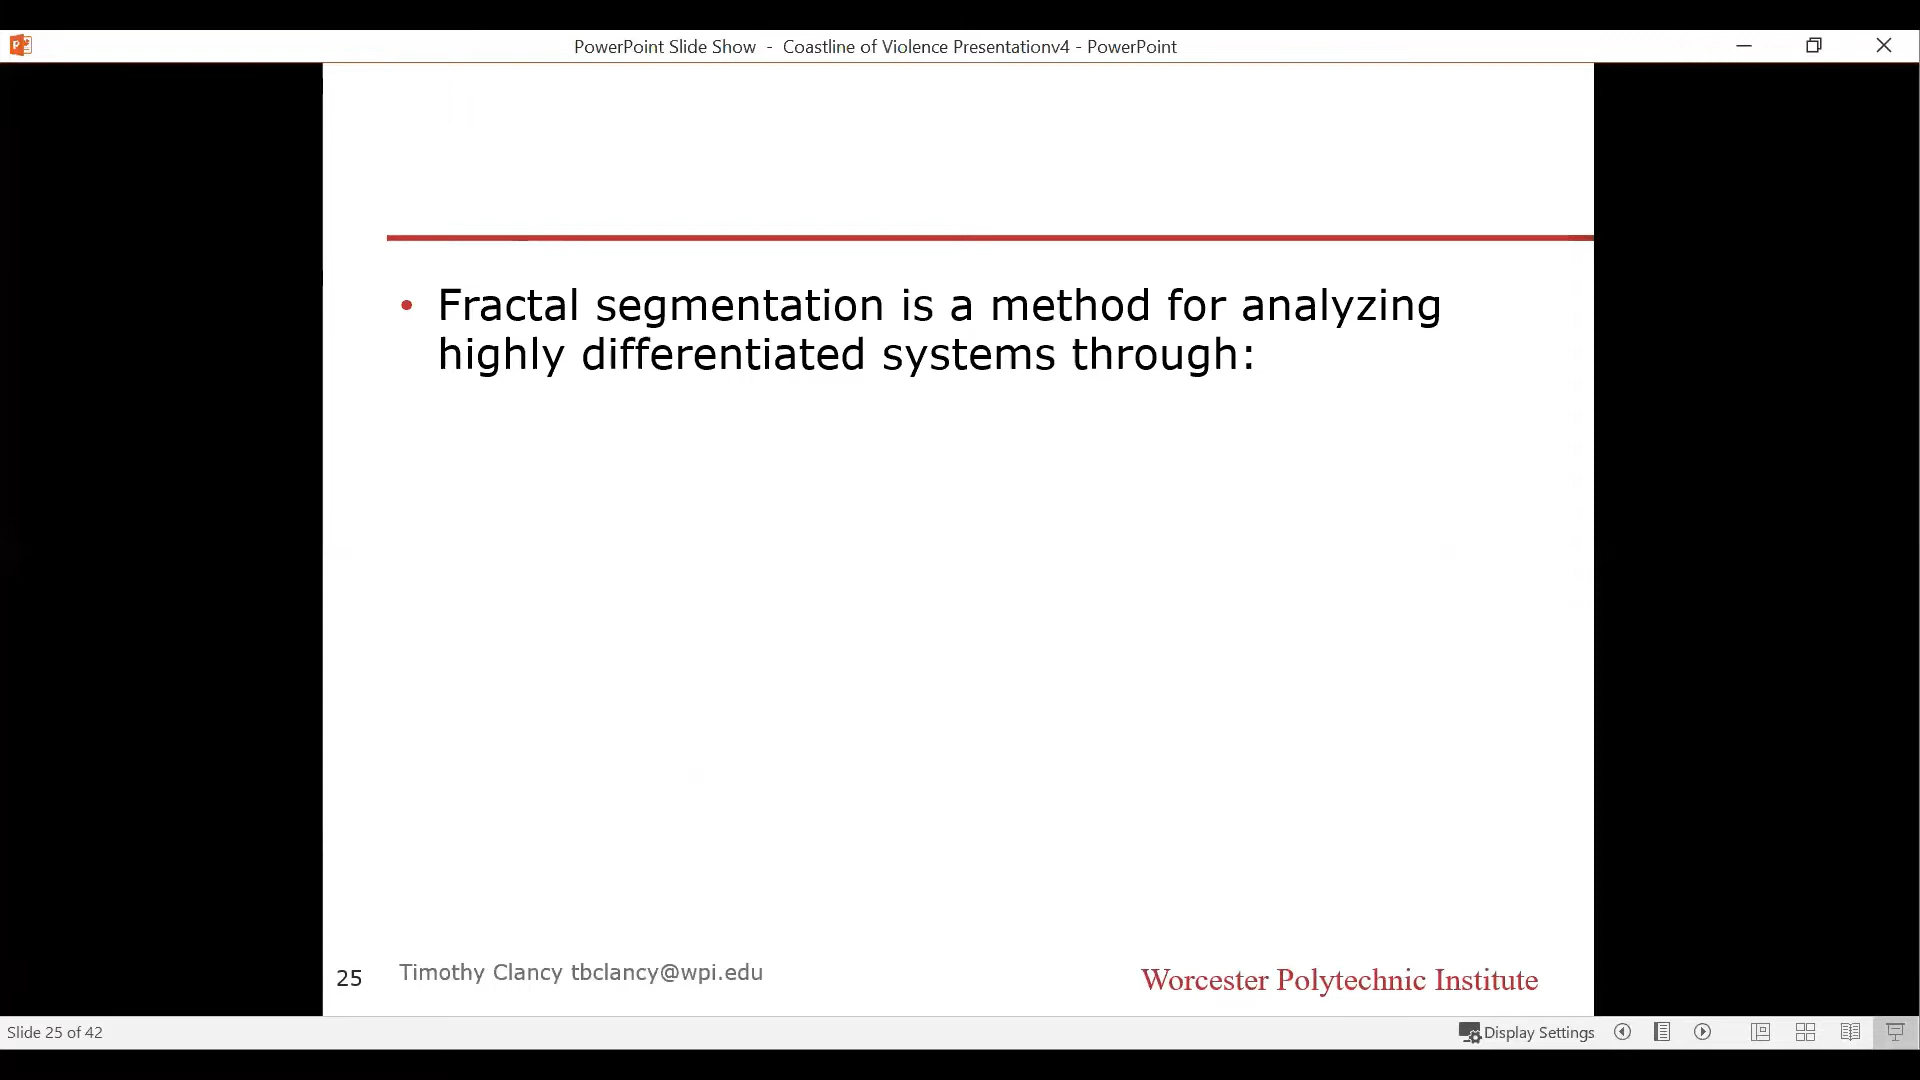 PowerPoint Slide Show - Coastline of Violence Presentationv4 - PowerPoint
• Fractal segmentation is a method for analyzing
highly differentiated systems through:
25
Timothy Clancy tbclancy@wpi.edu
Worcester Polytechnic Institute
Slide 25 of 42
Display Settings